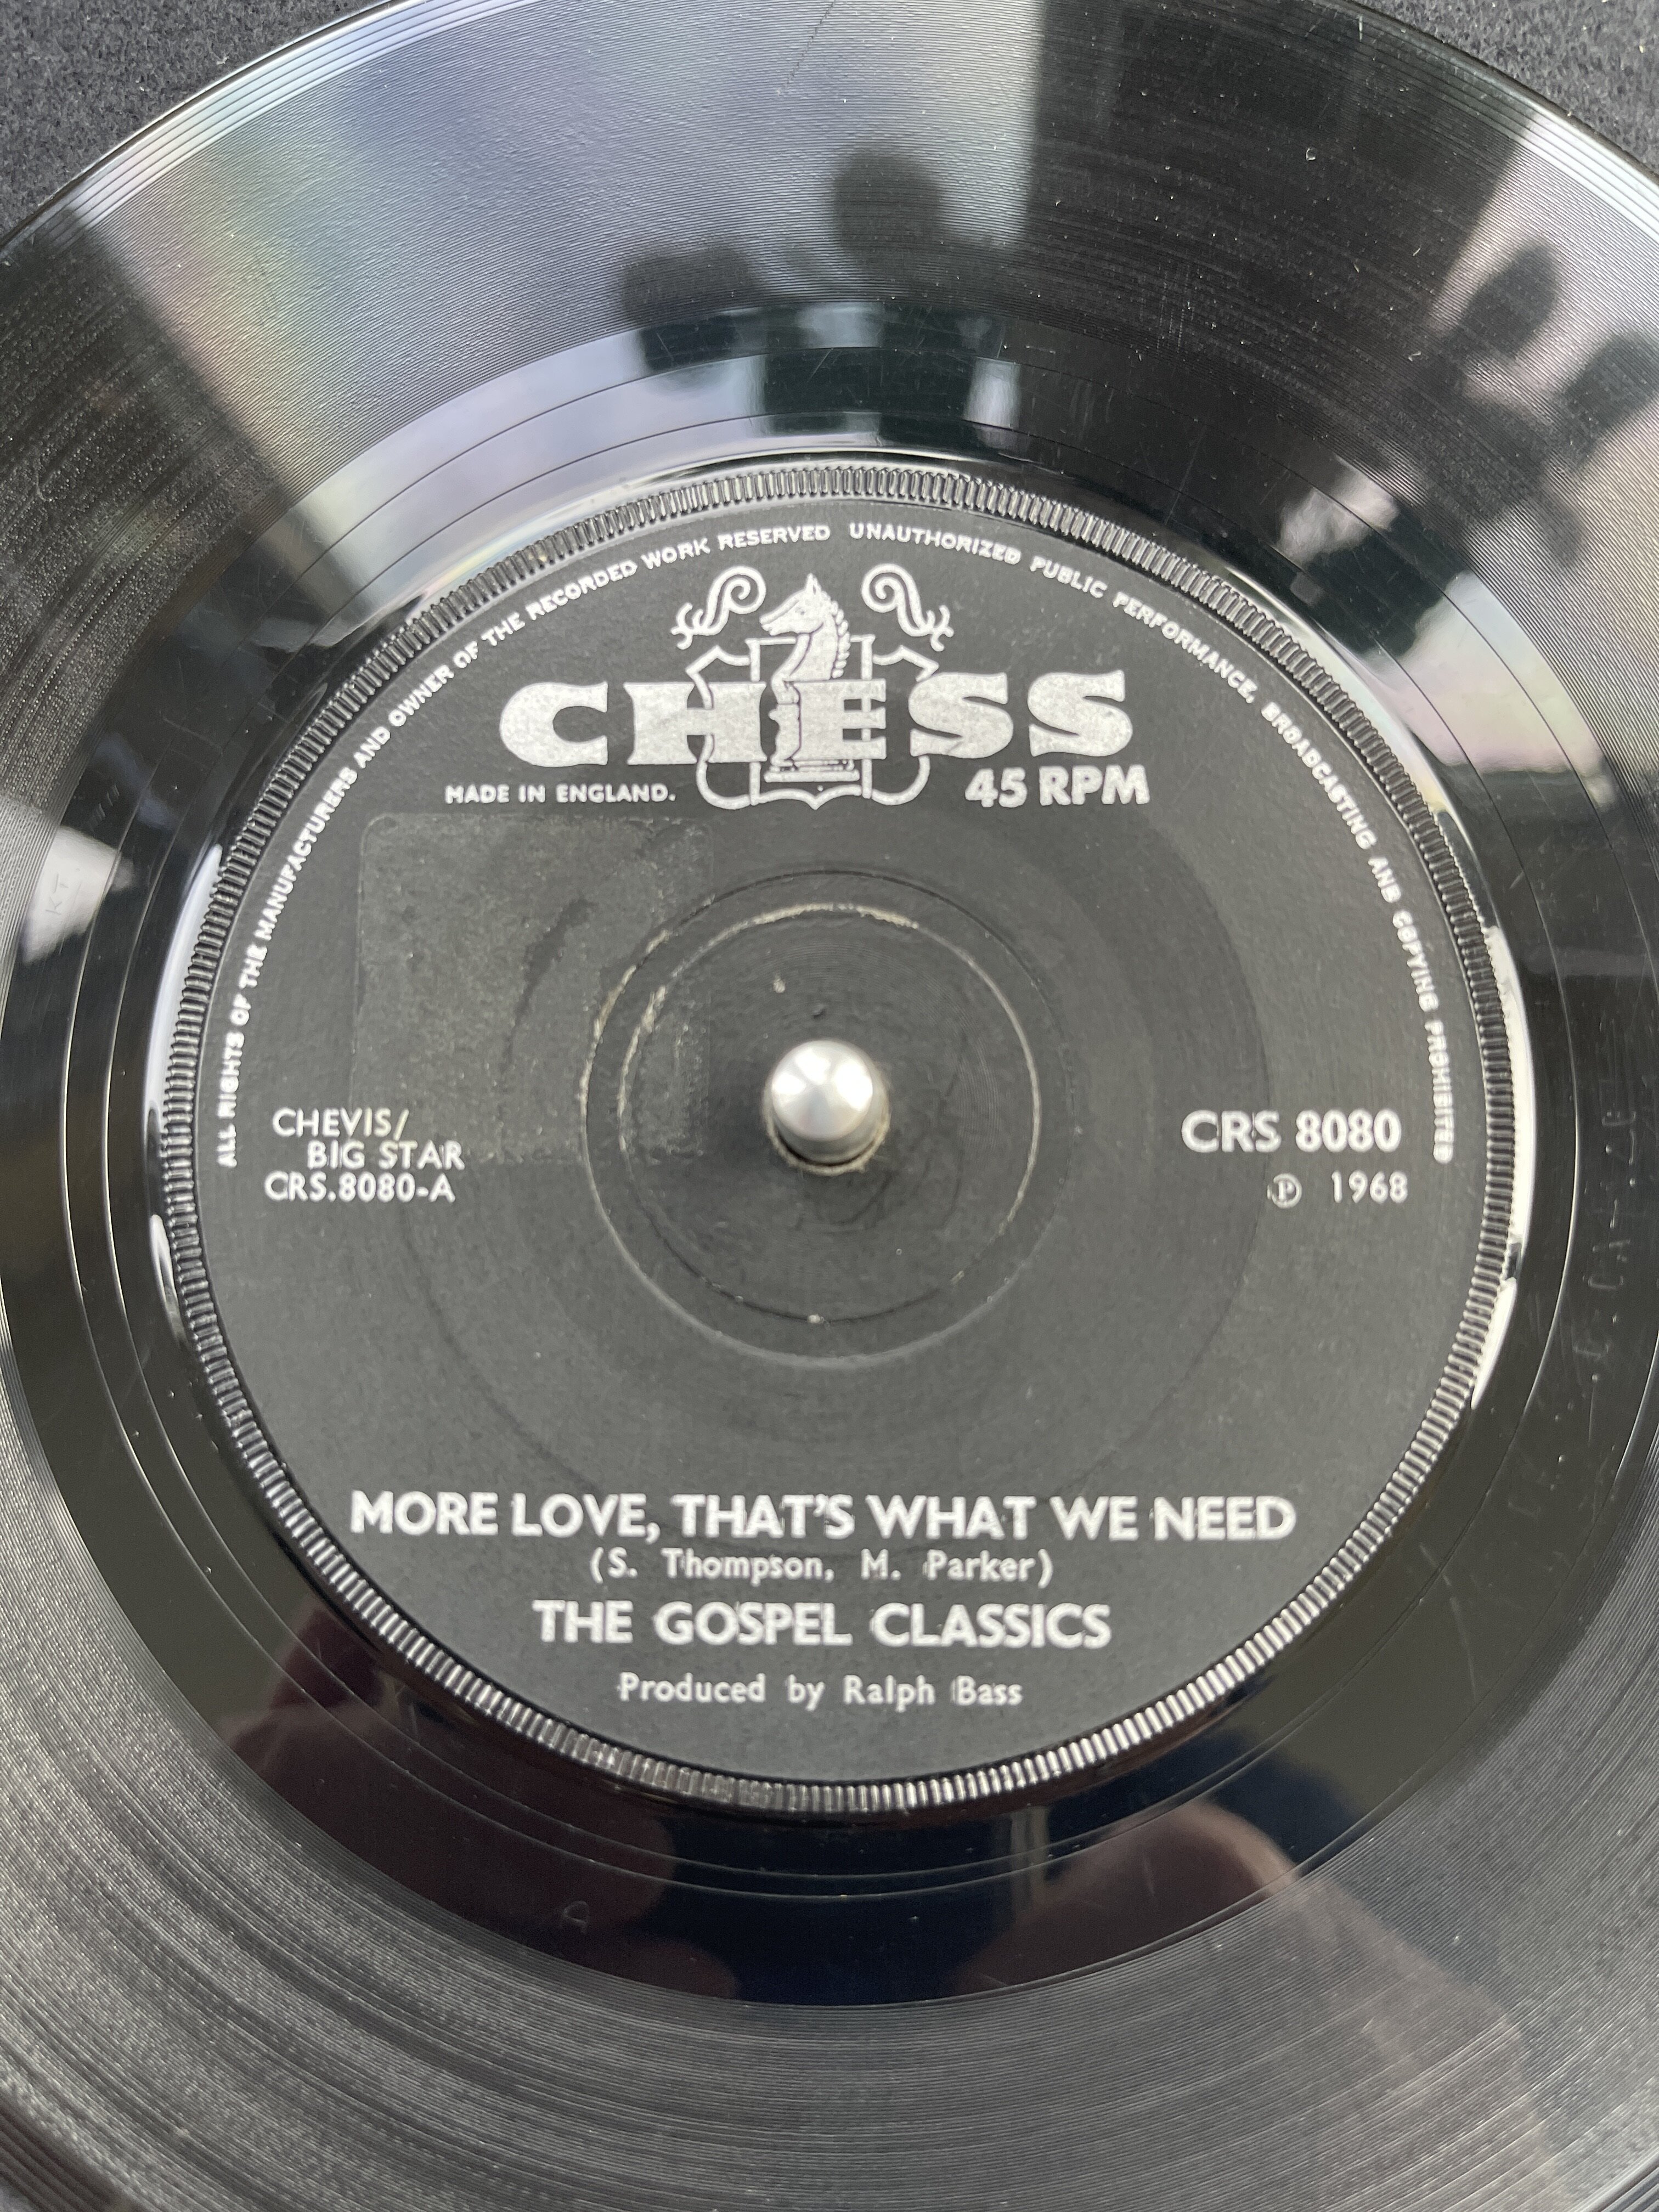 ALL RIGHTS OF THE MANUFACTURERS AND OWNER OF THE RECORDED WORK RESERVED UNAUTHORIZED PUBLIC PERFORMANCE, BROADCASTING AND COPYING PROHIBITED
CHESS
MADE IN ENGLAND.
45 RPM
CHEVIS/
BIG STAR
CRS.8080-A
CRS 8080
℗ 1968
MORE LOVE, THAT'S WHAT WE NEED
(S. Thompson, M. Parker)
THE GOSPEL CLASSICS
Produced by Ralph Bass
KT
A